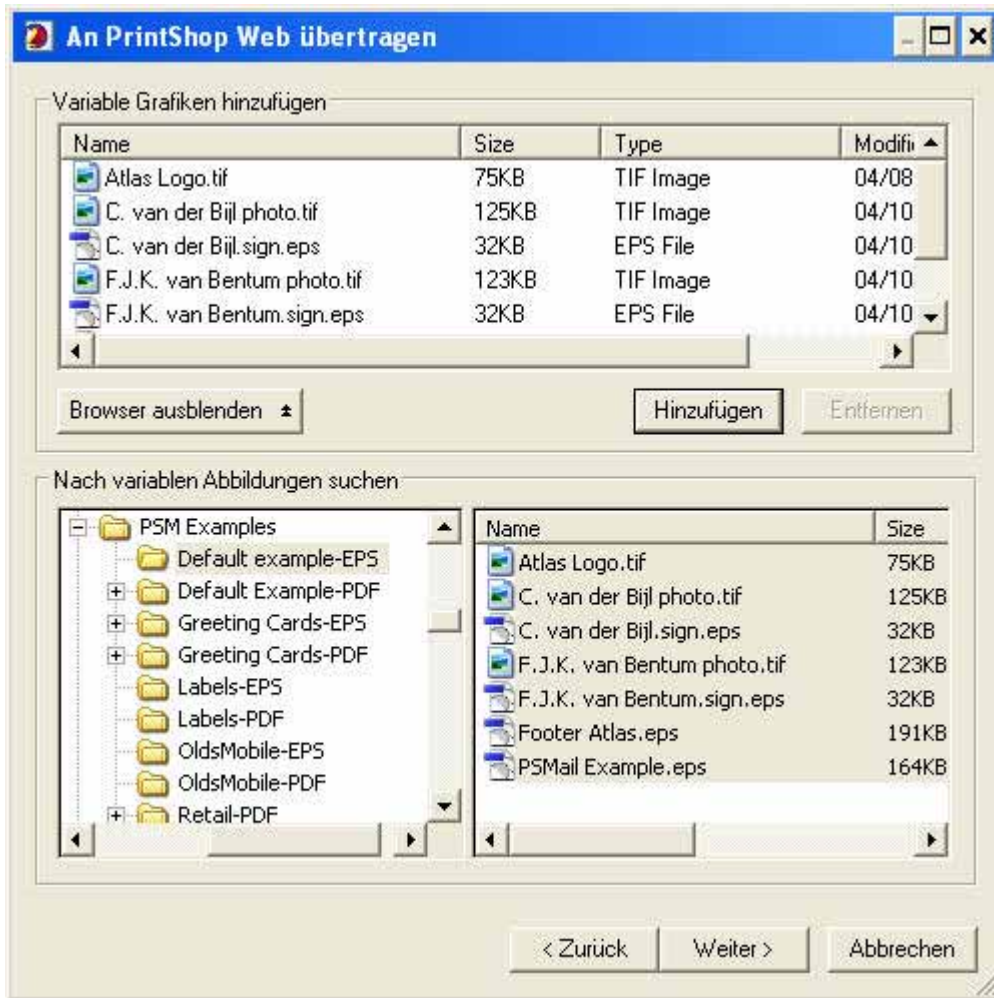 An PrintShop Web übertragen
Variable Grafiken hinzufügen
Name Size Type Modifi
Atlas Logo.tif 75KB TIF Image 04/08
C. van der Bijl photo.tif 125KB TIF Image 04/10
C. van der Bijl.sign.eps 32KB EPS File 04/10
F.J.K. van Bentum photo.tif 123KB TIF Image 04/10
F.J.K. van Bentum.sign.eps 32KB EPS File 04/10
Browser ausblenden Hinzufügen Entfernen
Nach variablen Abbildungen suchen
PSM Examples
Default example-EPS
Default Example-PDF
Greeting Cards-EPS
Greeting Cards-PDF
Labels-EPS
Labels-PDF
OldsMobile-EPS
OldsMobile-PDF
Retail-PDF
Name Size
Atlas Logo.tif 75KB
C. van der Bijl photo.tif 125KB
C. van der Bijl.sign.eps 32KB
F.J.K. van Bentum photo.tif 123KB
F.J.K. van Bentum.sign.eps 32KB
Footer Atlas.eps 191KB
PSMail Example.eps 164KB
< Zurück Weiter > Abbrechen